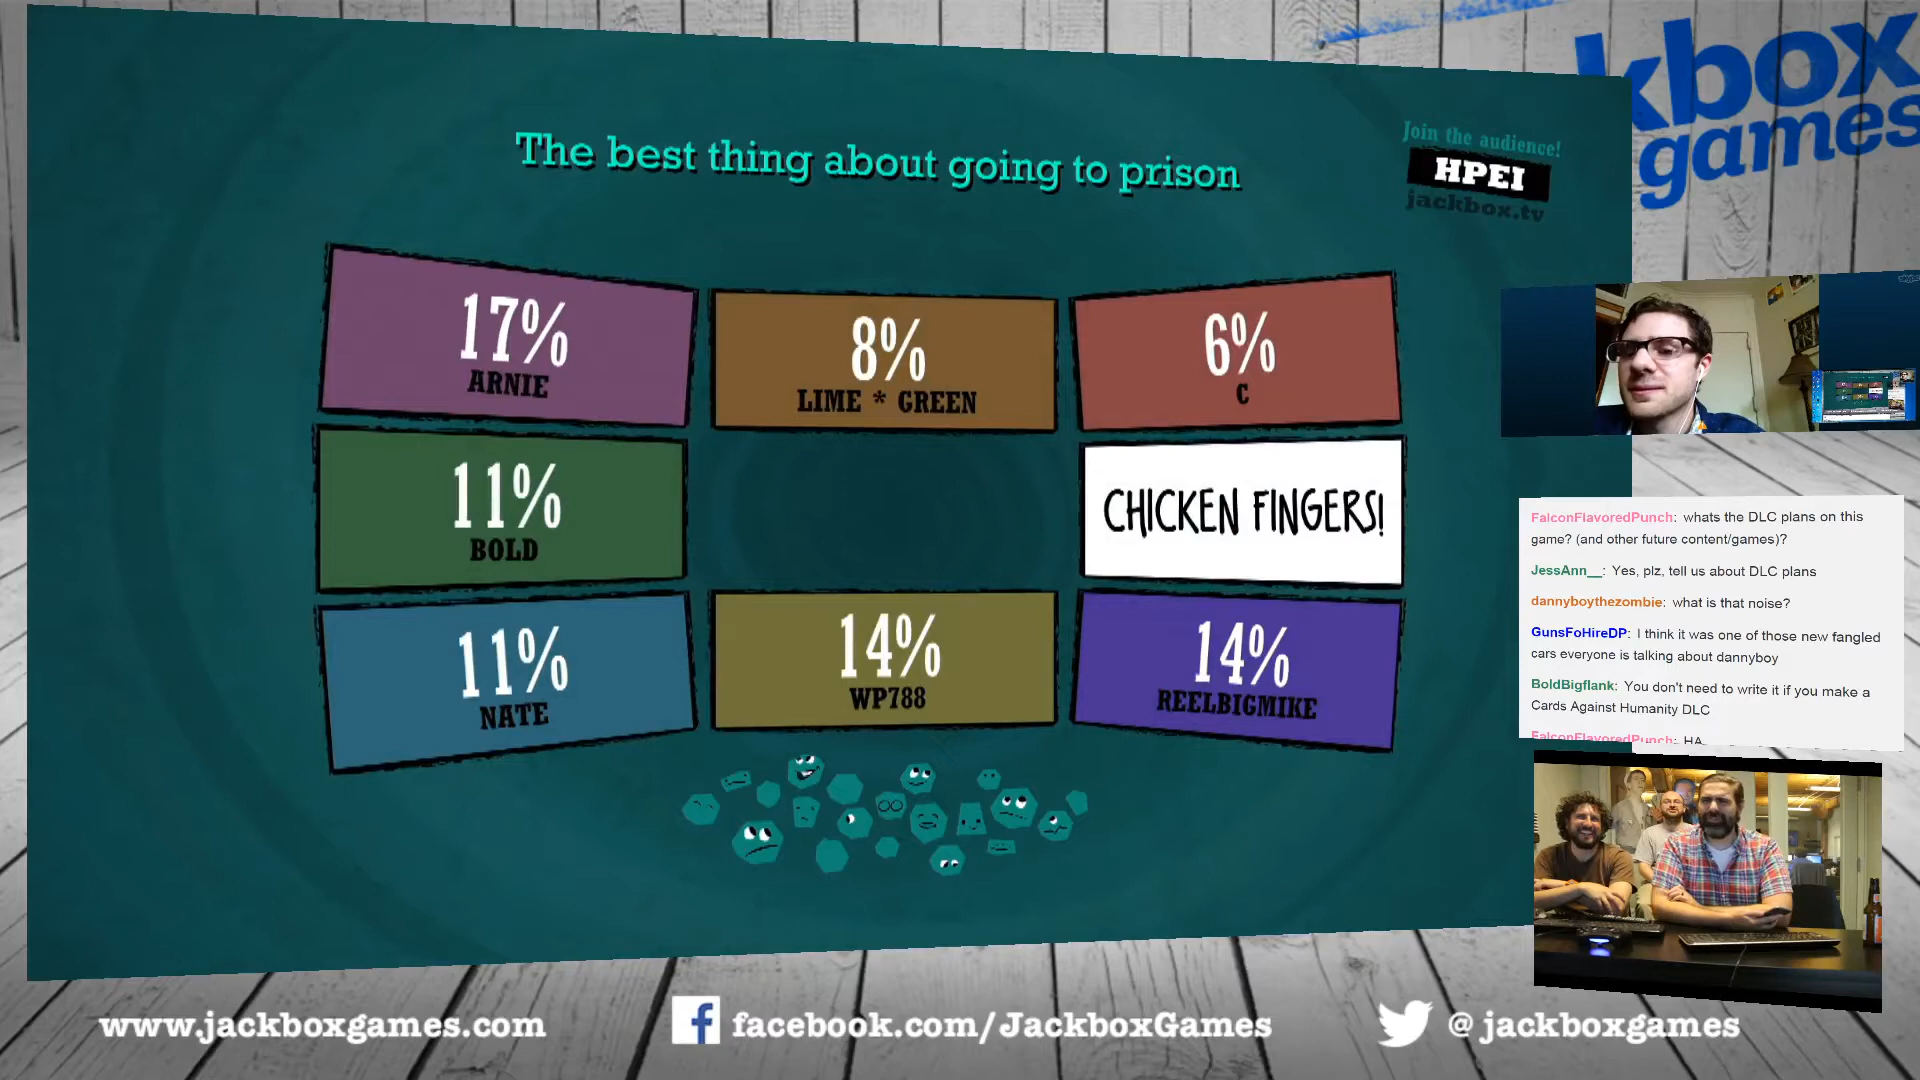 kbox
games
The best thing about going to prison
Join the audience!
HPEI
jackbox.tv
17%
ARNIE
8%
LIME * GREEN
6%
C
11%
BOLD
CHICKEN FINGERS!
11%
NATE
14%
WP788
14%
REELBIGMIKE
FalconFlavoredPunch: whats the DLC plans on this
game? (and other future content/games)?
JessAnn__: Yes, plz, tell us about DLC plans
dannyboythezombie: what is that noise?
GunsFoHireDP: I think it was one of those new fangled
cars everyone is talking about dannyboy
BoldBigflank: You don't need to write it if you make a
Cards Against Humanity DLC
FalconFlavoredPunch: HA
www.jackboxgames.com
facebook.com/JackboxGames
@jackboxgames